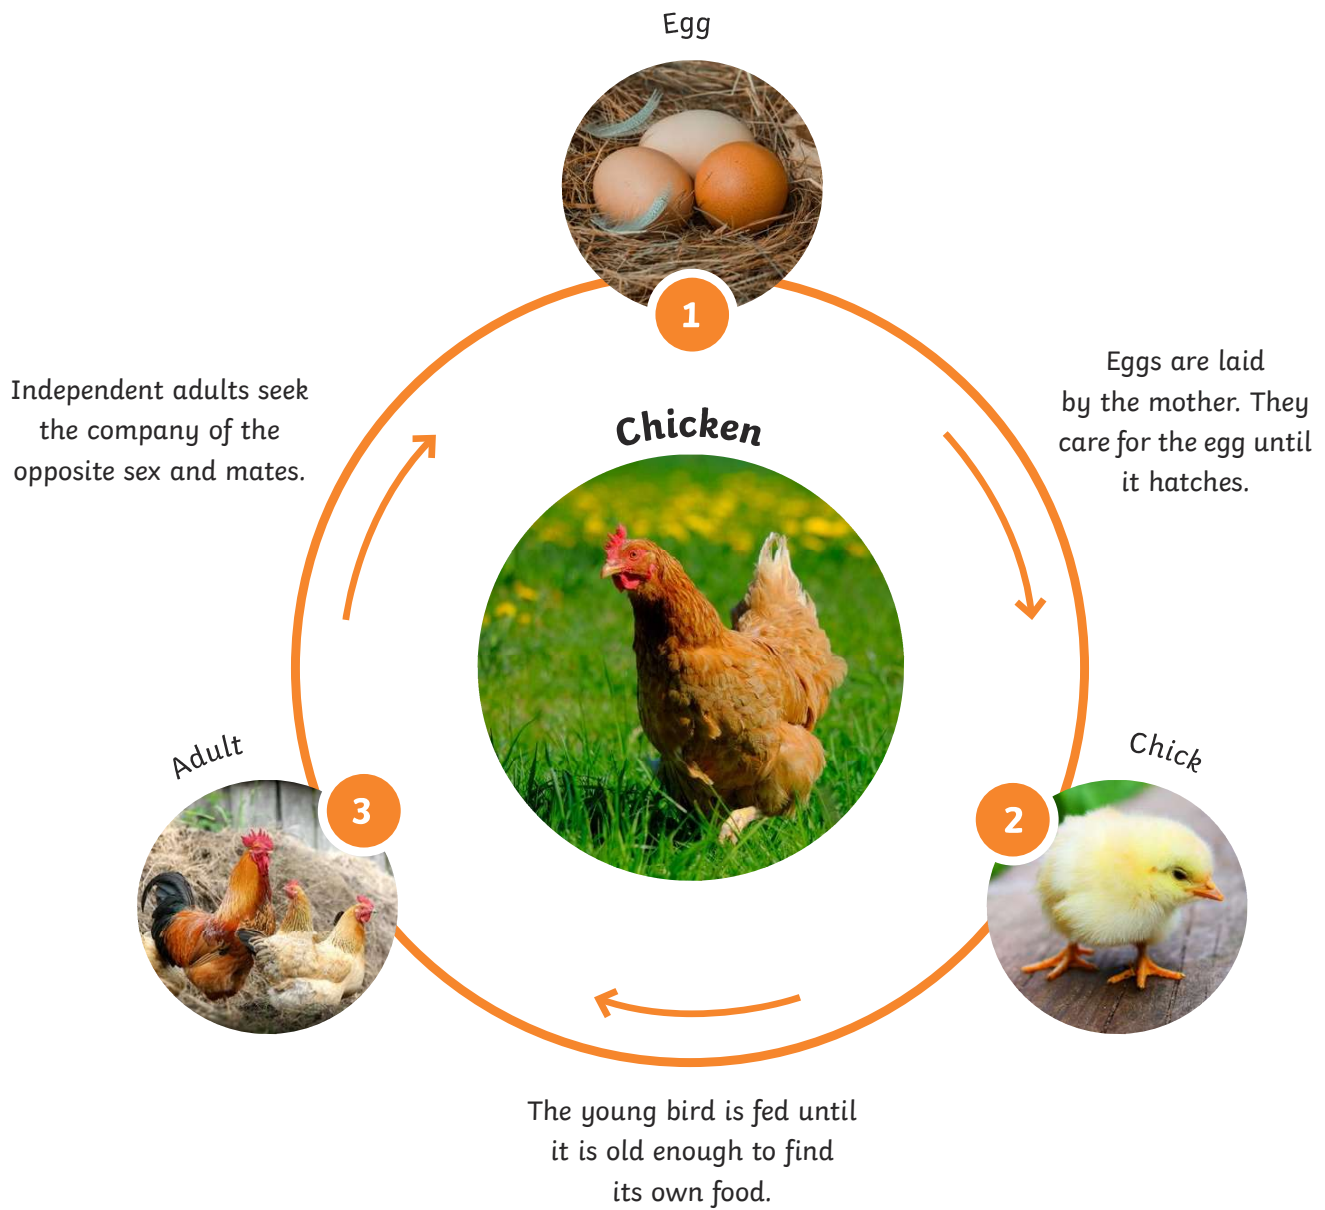 Egg
1
Eggs are laid
by the mother. They
care for the egg until
it hatches.
Chick
2
The young bird is fed until
it is old enough to find
its own food.
Adult
3
Independent adults seek
the company of the
opposite sex and mates.
Chicken